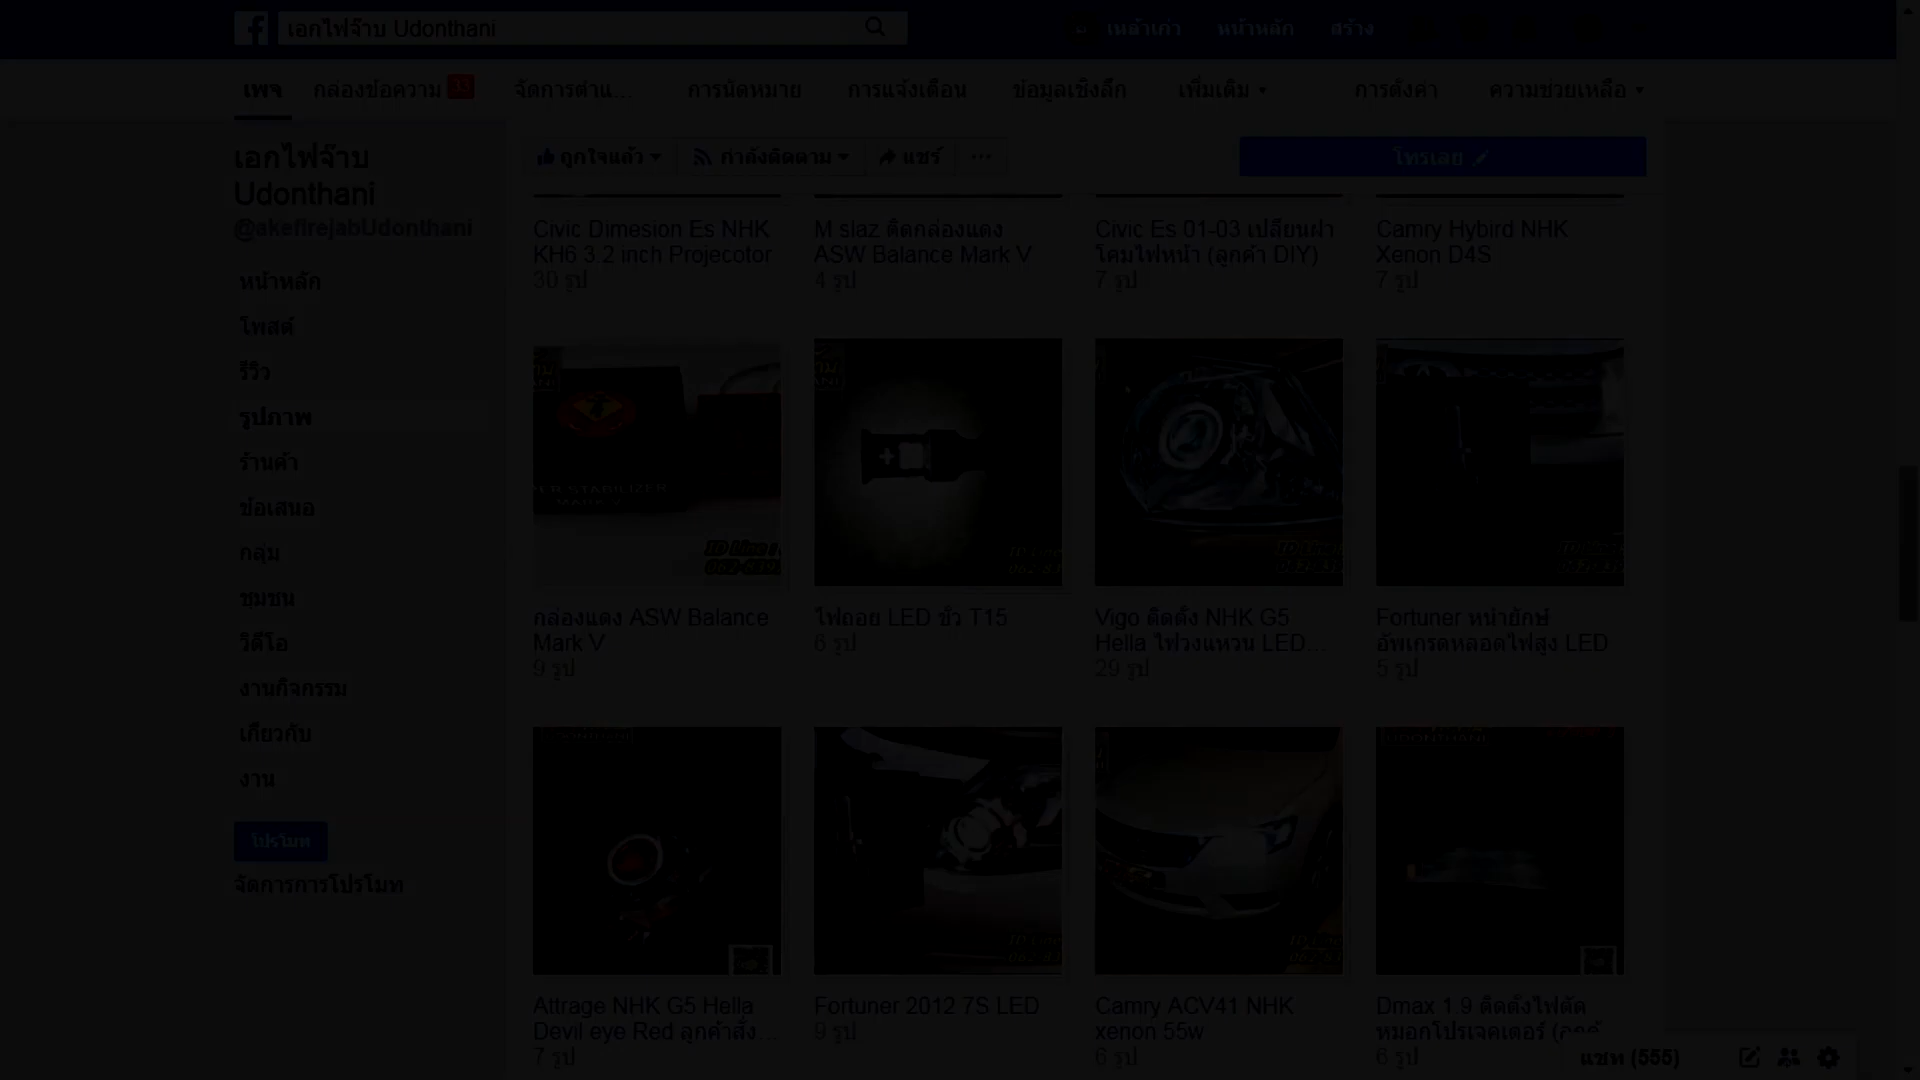 เอกไฟจ๊าบ Udonthani
เหล้าเก่า หน้าหลัก สร้าง
เพจ กล่องข้อความ จัดการตำแ... การนัดหมาย การแจ้งเตือน ข้อมูลเชิงลึก เพิ่มเติม การตั้งค่า ความช่วยเหลือ
เอกไฟจ๊าบ
Udonthani
@akefirejabUdonthani
หน้าหลัก
โพสต์
รีวิว
รูปภาพ
ร้านค้า
ข้อเสนอ
กลุ่ม
ชุมชน
วิดีโอ
งานกิจกรรม
เกี่ยวกับ
งาน
โปรโมท
จัดการการโปรโมท
ถูกใจแล้ว กำลังติดตาม แชร์ ... โทรเลย
Civic Dimesion Es NHK
KH6 3.2 inch Projecotor
30 รูป
M slaz ติดกล่องแดง
ASW Balance Mark V
4 รูป
Civic Es 01-03 เปลี่ยนฝา
โคมไฟหน้า (ลูกค้า DIY)
7 รูป
Camry Hybird NHK
Xenon D4S
7 รูป
กล่องแดง ASW Balance
Mark V
9 รูป
ไฟถอย LED ขั้ว T15
6 รูป
Vigo ติดตั้ง NHK G5
Hella ไฟวงแหวน LED...
29 รูป
Fortuner หน้ายักษ์
อัพเกรดหลอดไฟสูง LED
5 รูป
Attrage NHK G5 Hella
Devil eye Red ลูกค้าสั่ง...
7 รูป
Fortuner 2012 7S LED
9 รูป
Camry ACV41 NHK
xenon 55w
6 รูป
Dmax 1.9 ติดตั้งไฟตัด
หมอกโปรเจคเตอร์
6 รูป
แชท (555)